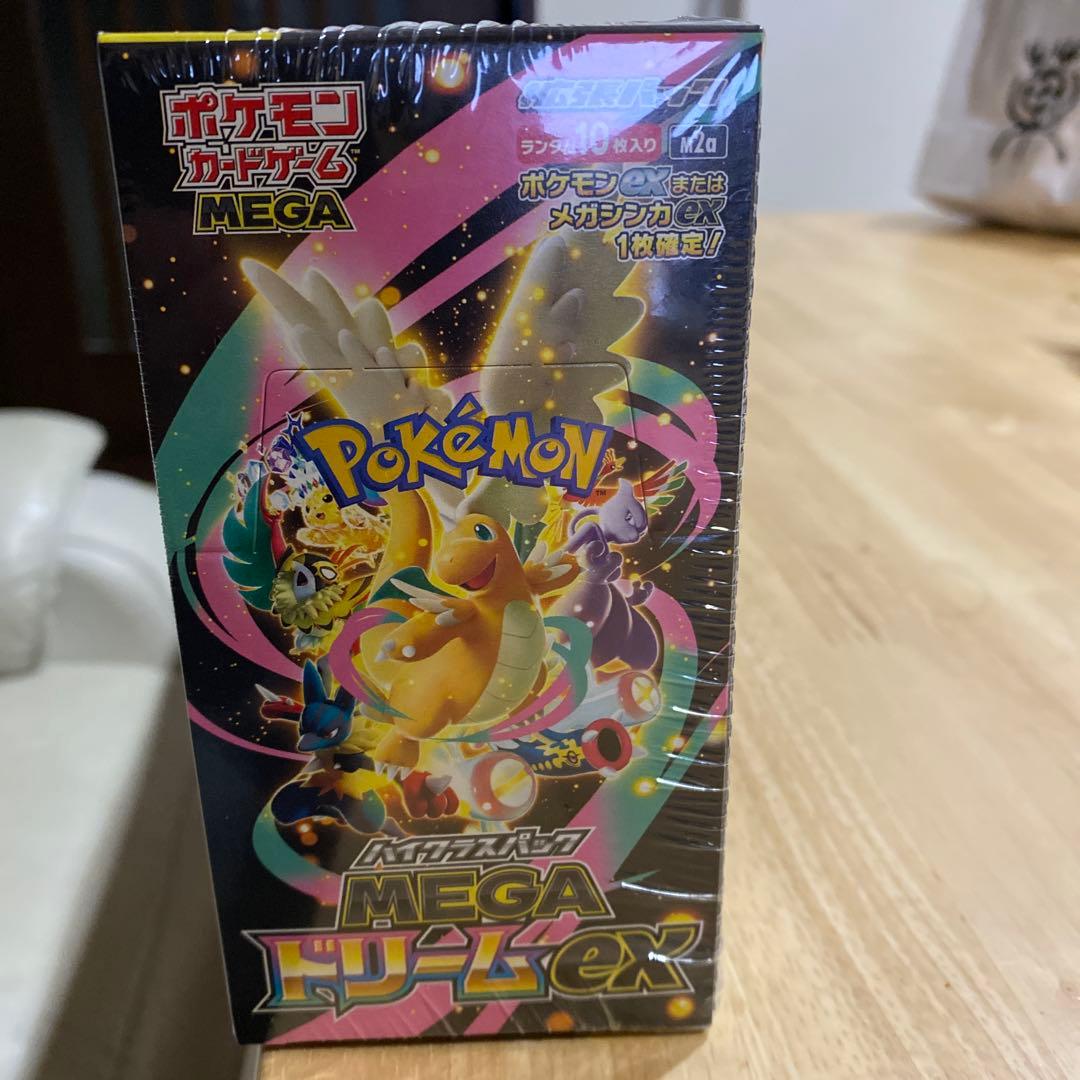 ポケモン
カードゲーム™
MEGA
拡張パック
ランダム10枚入り M2a
ポケモンexまたは
メガシンカex
1枚確定!
POKéMON™
ハイクラスパック
MEGA
ドリームex